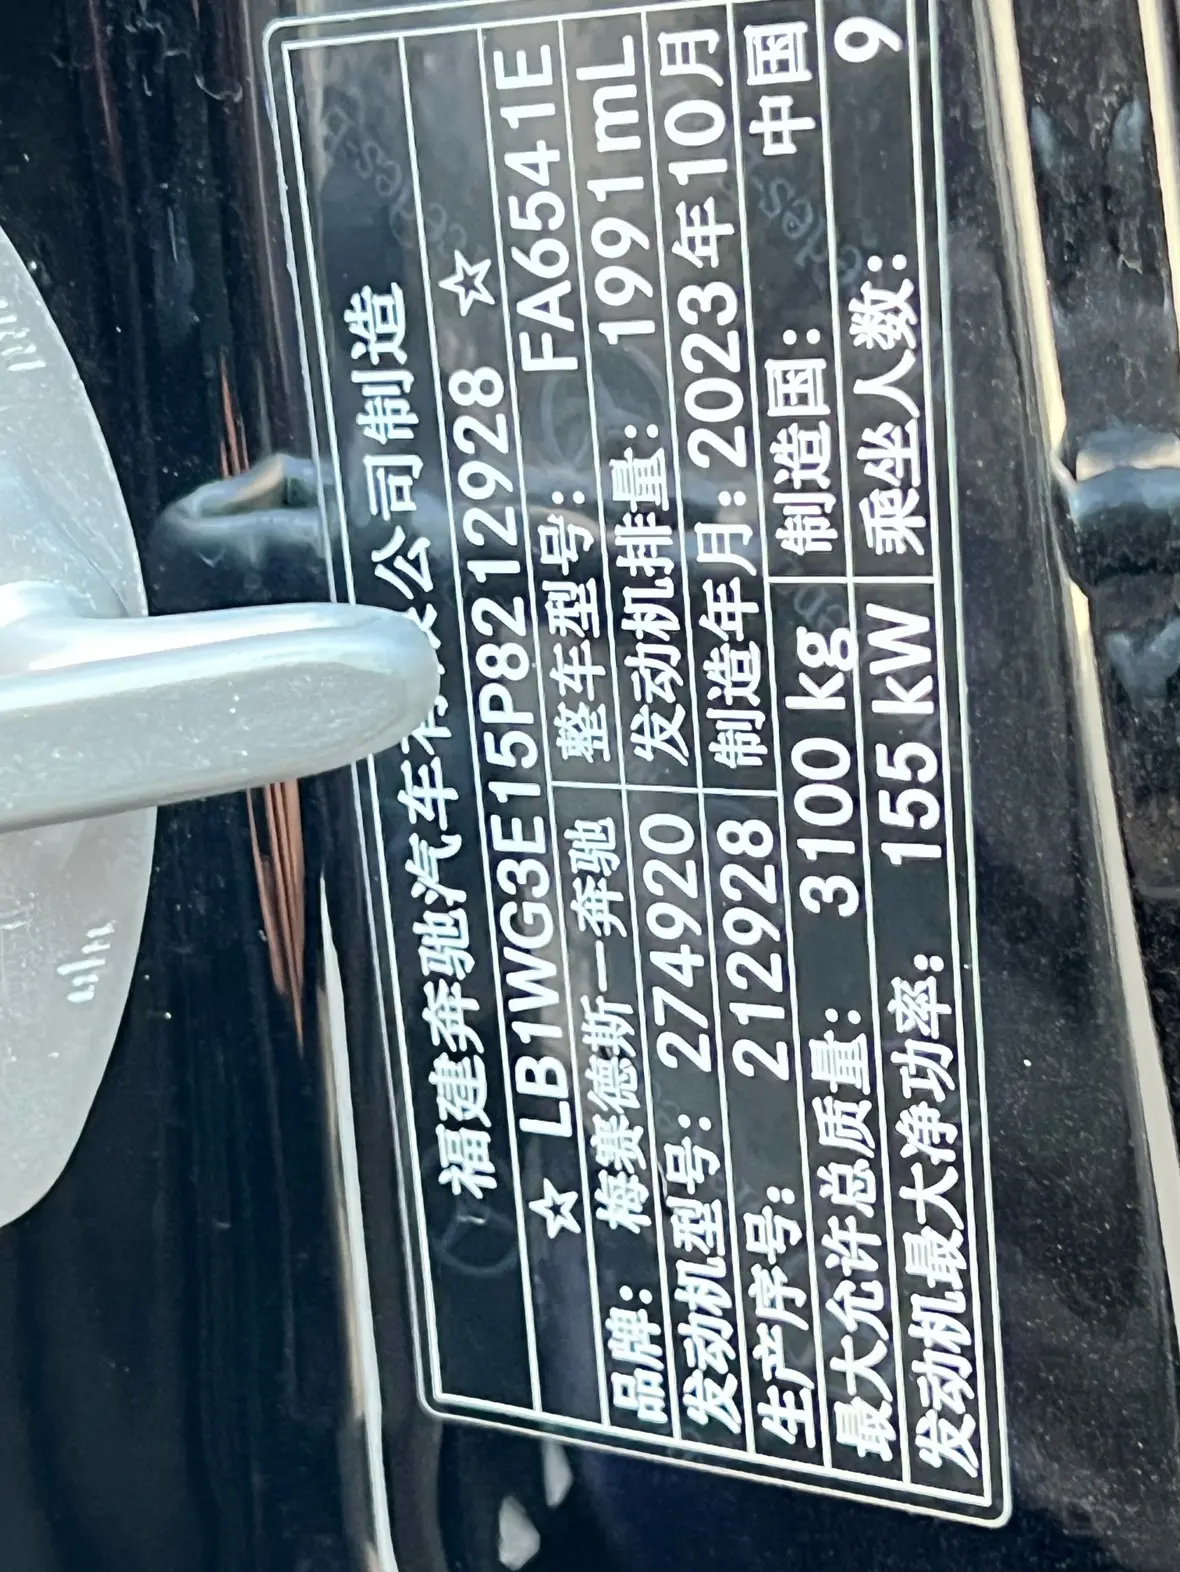 福建奔驰汽车有限公司制造
☆ LB1WG3E15P8212928 ☆
品牌: 梅赛德斯—奔驰 整车型号: FA6541E
发动机型号: 274920 发动机排量: 1991mL
生产序号: 212928 制造年月: 2023年10月
最大允许总质量: 3100 kg 制造国: 中国
发动机最大净功率: 155 kW 乘坐人数: 9